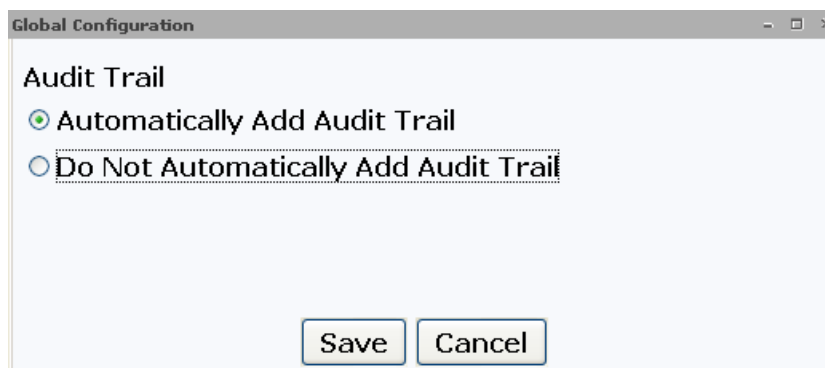 Global Configuration
Audit Trail
Automatically Add Audit Trail
Do Not Automatically Add Audit Trail
Save Cancel